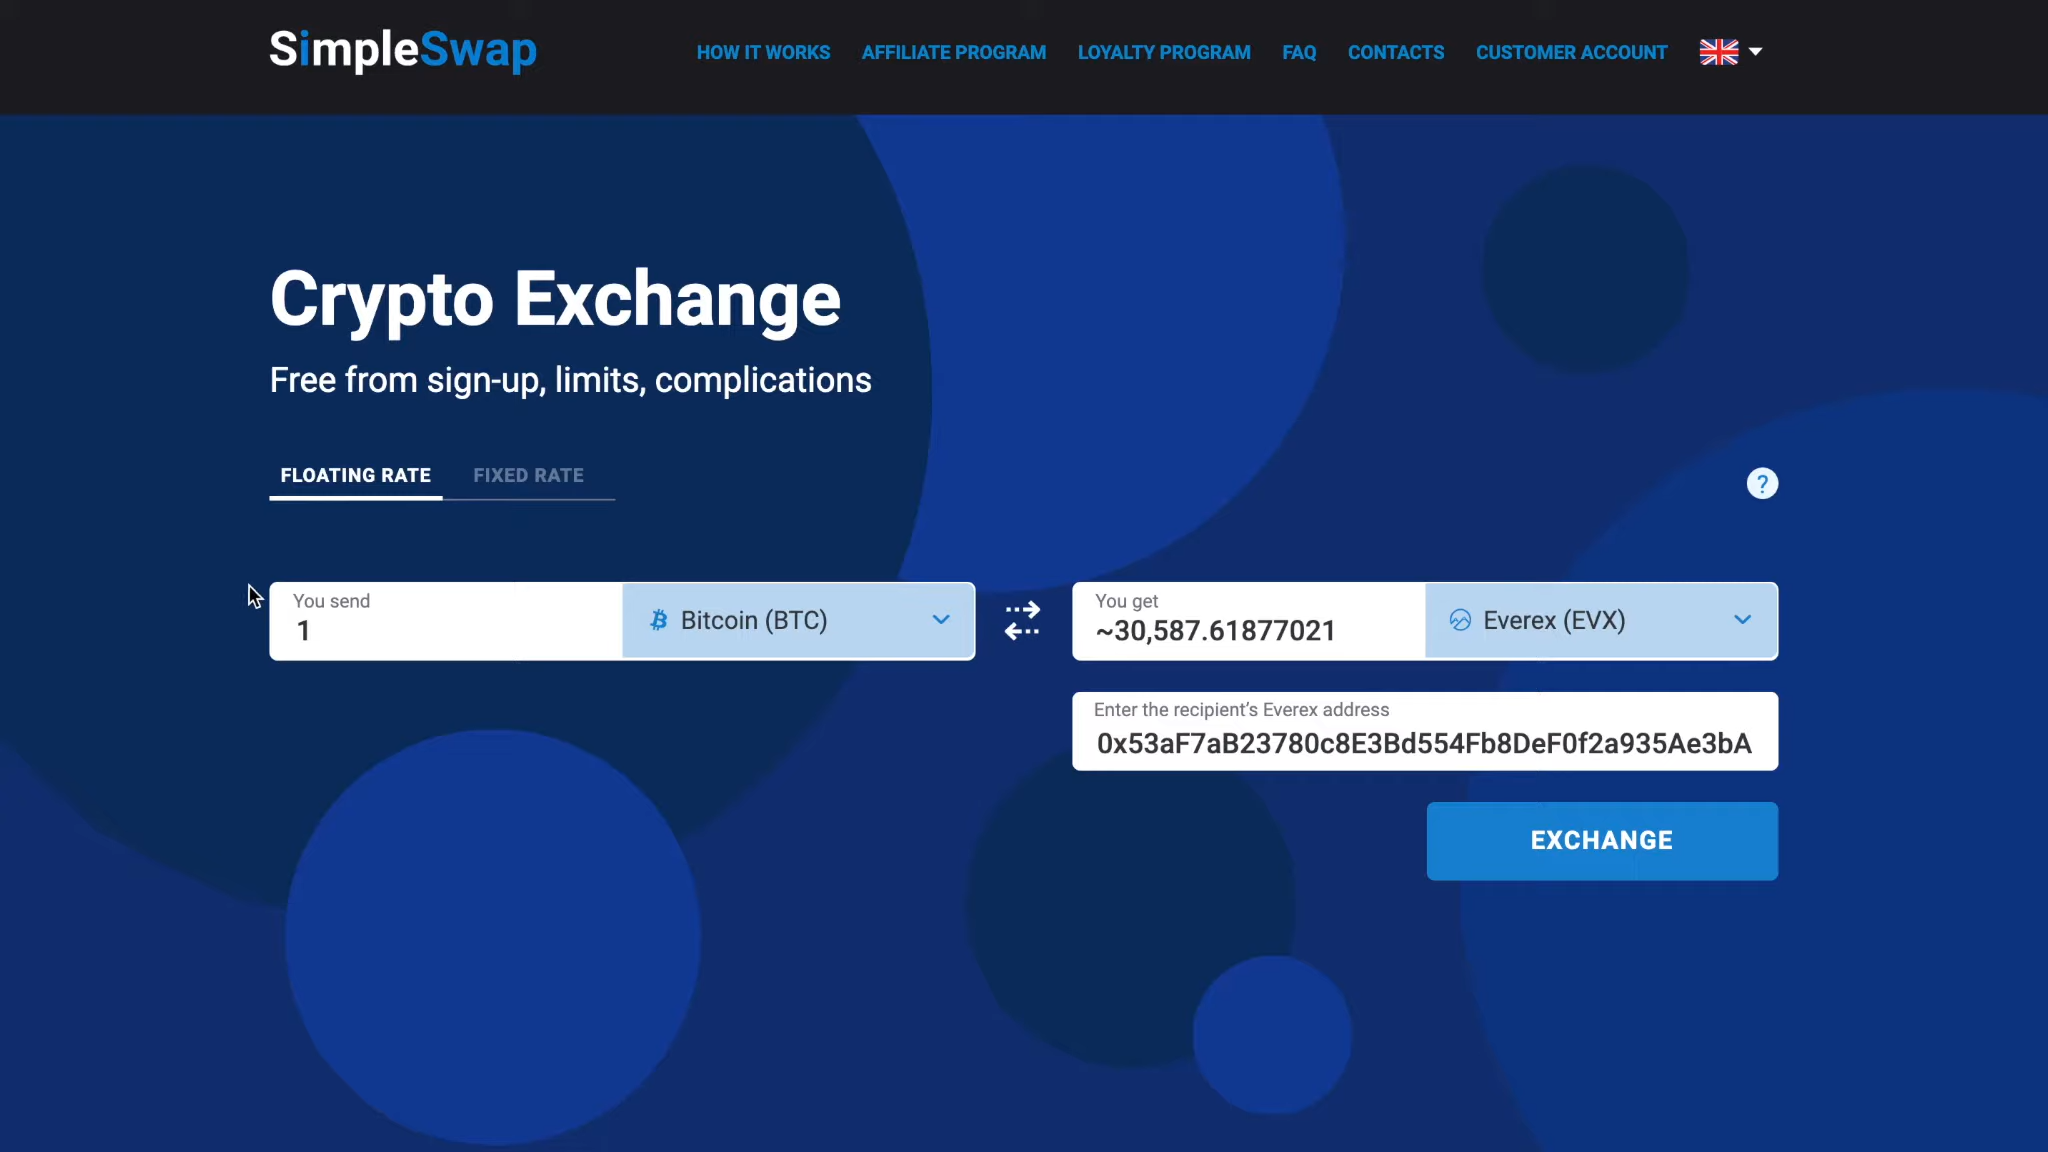 SimpleSwap
HOW IT WORKS
AFFILIATE PROGRAM
LOYALTY PROGRAM
FAQ
CONTACTS
CUSTOMER ACCOUNT
Crypto Exchange
Free from sign-up, limits, complications
FLOATING RATE
FIXED RATE
?
You send
1
Bitcoin (BTC)
You get
~30,587.61877021
Everex (EVX)
Enter the recipient’s Everex address
0x53aF7aB23780c8E3Bd554Fb8DeF0f2a935Ae3bA
EXCHANGE